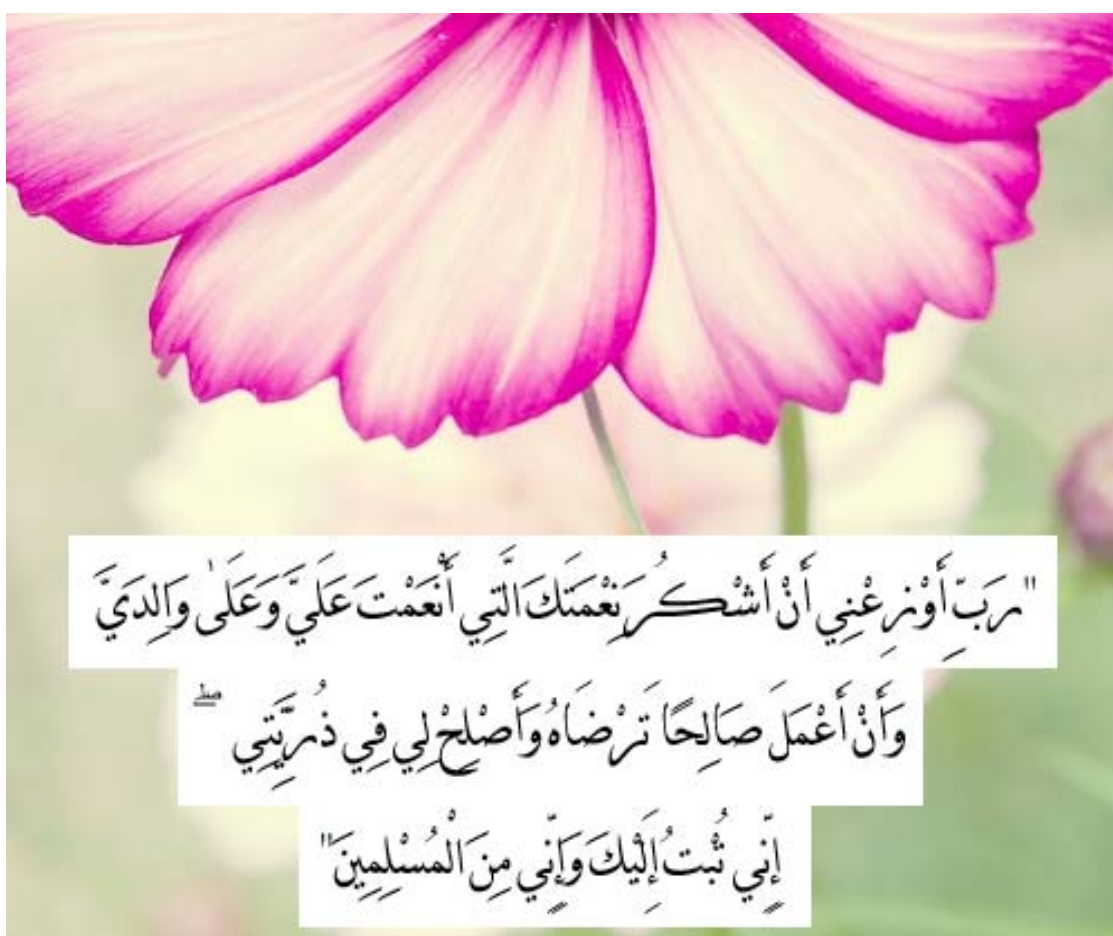 "رَبِّ أَوْزِعْنِي أَنْ أَشْكُرَ نِعْمَتَكَ الَّتِي أَنْعَمْتَ عَلَيَّ وَعَلَىٰ وَالِدَيَّ
وَأَنْ أَعْمَلَ صَالِحًا تَرْضَاهُ وَأَصْلِحْ لِي فِي ذُرِّيَّتِي ۖ
إِنِّي تُبْتُ إِلَيْكَ وَإِنِّي مِنَ الْمُسْلِمِينَ"